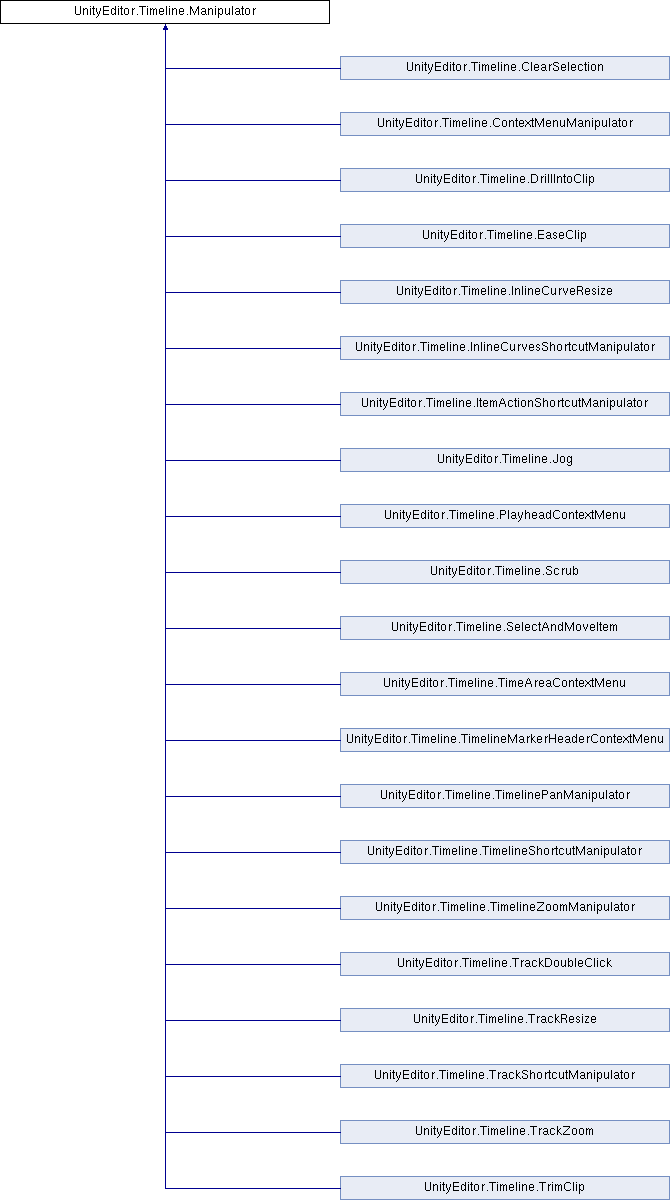 UnityEditor.Timeline.Manipulator
UnityEditor.Timeline.ClearSelection
UnityEditor.Timeline.ContextMenuManipulator
UnityEditor.Timeline.DrillIntoClip
UnityEditor.Timeline.EaseClip
UnityEditor.Timeline.InlineCurveResize
UnityEditor.Timeline.InlineCurvesShortcutManipulator
UnityEditor.Timeline.ItemActionShortcutManipulator
UnityEditor.Timeline.Jog
UnityEditor.Timeline.PlayheadContextMenu
UnityEditor.Timeline.Scrub
UnityEditor.Timeline.SelectAndMoveItem
UnityEditor.Timeline.TimeAreaContextMenu
UnityEditor.Timeline.TimelineMarkerHeaderContextMenu
UnityEditor.Timeline.TimelinePanManipulator
UnityEditor.Timeline.TimelineShortcutManipulator
UnityEditor.Timeline.TimelineZoomManipulator
UnityEditor.Timeline.TrackDoubleClick
UnityEditor.Timeline.TrackResize
UnityEditor.Timeline.TrackShortcutManipulator
UnityEditor.Timeline.TrackZoom
UnityEditor.Timeline.TrimClip